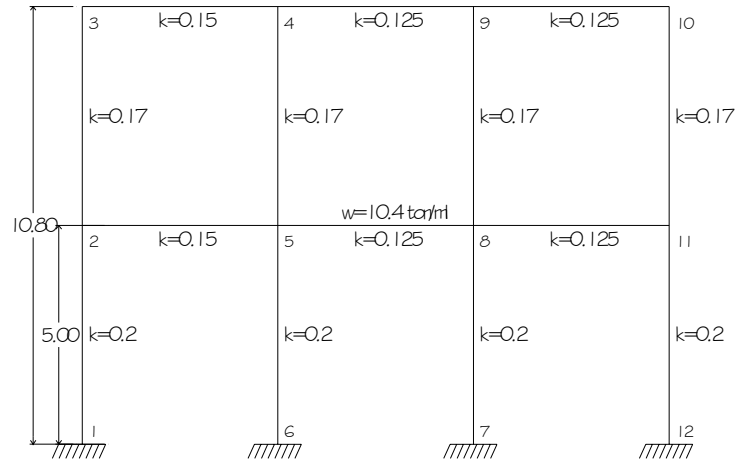 3 k=0.15 4 k=0.125 9 k=0.125 10
k=0.17 k=0.17 k=0.17 k=0.17
w=10.4 ton/ml
10.80
2 k=0.15 5 k=0.125 8 k=0.125 11
5.00 k=0.2 k=0.2 k=0.2 k=0.2
1 6 7 12